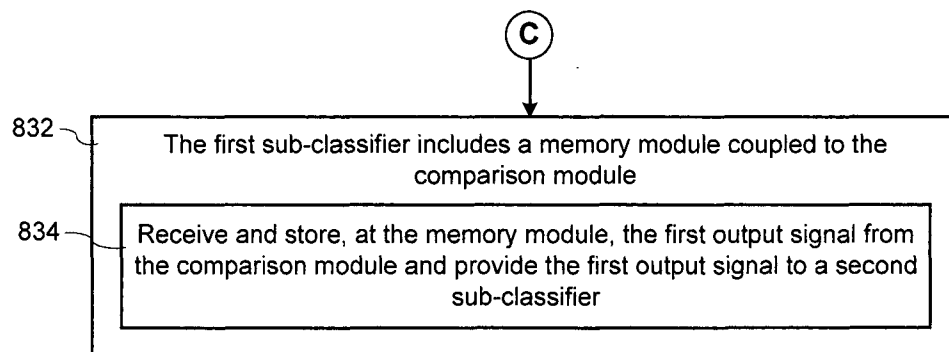 C
832
The first sub-classifier includes a memory module coupled to the
comparison module
834
Receive and store, at the memory module, the first output signal from
the comparison module and provide the first output signal to a second
sub-classifier